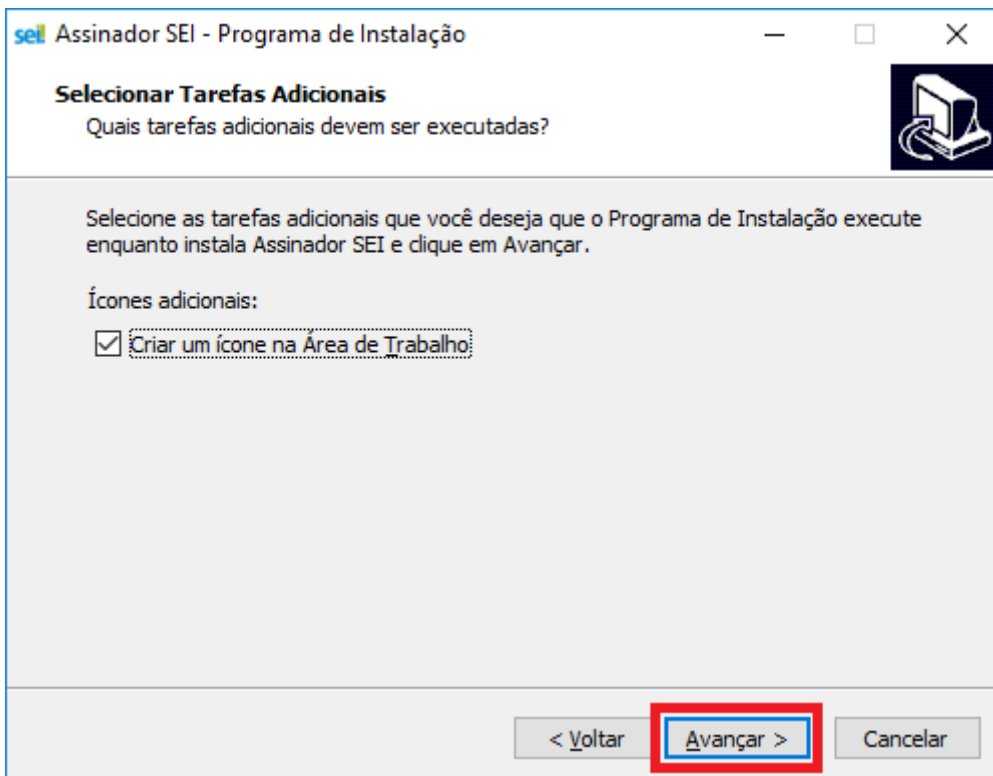 sei! Assinador SEI - Programa de Instalação
Selecionar Tarefas Adicionais
Quais tarefas adicionais devem ser executadas?
Selecione as tarefas adicionais que você deseja que o Programa de Instalação execute
enquanto instala Assinador SEI e clique em Avançar.
Ícones adicionais:
Criar um ícone na Área de Trabalho
< Voltar Avançar > Cancelar